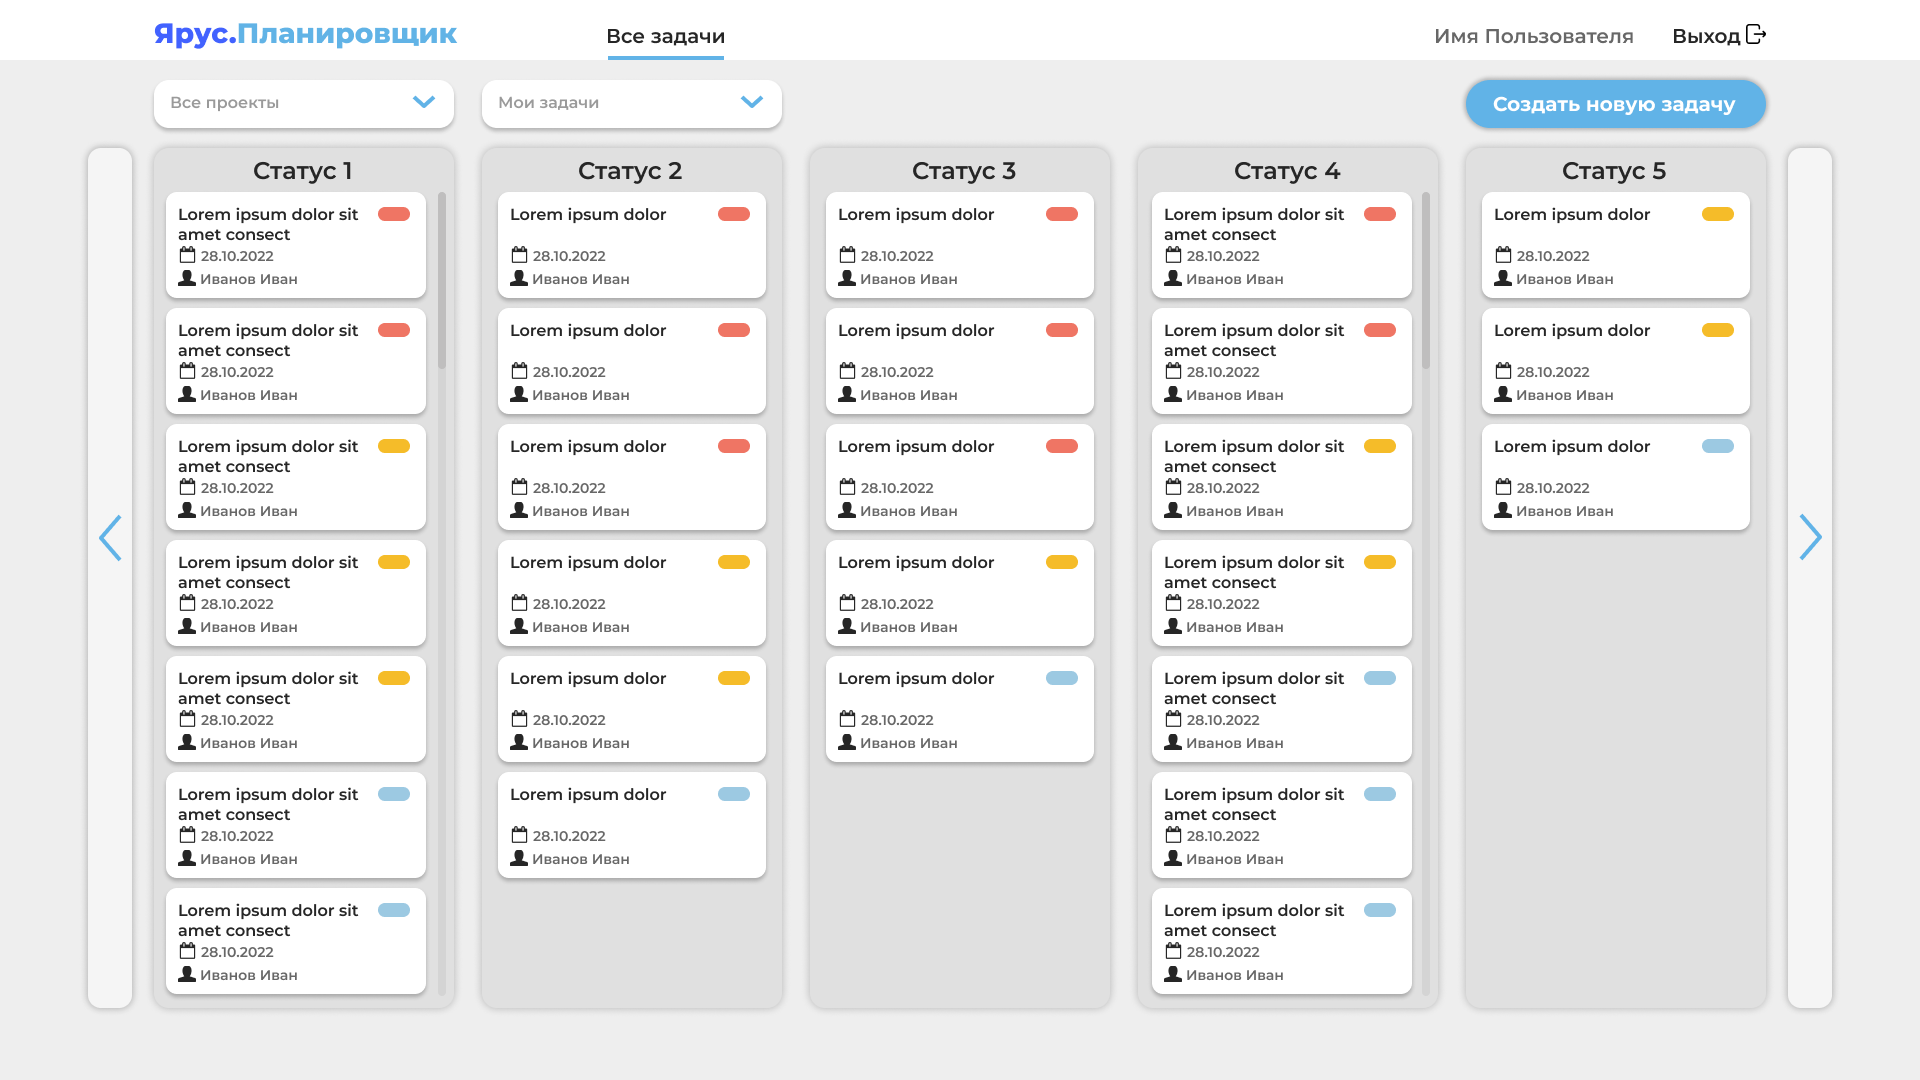 Ярус.Планировщик
Все задачи
Имя Пользователя
Выход
Все проекты
Мои задачи
Создать новую задачу
Статус 1
Lorem ipsum dolor sit
amet consect
28.10.2022
Иванов Иван
Lorem ipsum dolor sit
amet consect
28.10.2022
Иванов Иван
Lorem ipsum dolor sit
amet consect
28.10.2022
Иванов Иван
Lorem ipsum dolor sit
amet consect
28.10.2022
Иванов Иван
Lorem ipsum dolor sit
amet consect
28.10.2022
Иванов Иван
Lorem ipsum dolor sit
amet consect
28.10.2022
Иванов Иван
Lorem ipsum dolor sit
amet consect
28.10.2022
Иванов Иван
Статус 2
Lorem ipsum dolor
28.10.2022
Иванов Иван
Lorem ipsum dolor
28.10.2022
Иванов Иван
Lorem ipsum dolor
28.10.2022
Иванов Иван
Lorem ipsum dolor
28.10.2022
Иванов Иван
Lorem ipsum dolor
28.10.2022
Иванов Иван
Lorem ipsum dolor
28.10.2022
Иванов Иван
Статус 3
Lorem ipsum dolor
28.10.2022
Иванов Иван
Lorem ipsum dolor
28.10.2022
Иванов Иван
Lorem ipsum dolor
28.10.2022
Иванов Иван
Lorem ipsum dolor
28.10.2022
Иванов Иван
Lorem ipsum dolor
28.10.2022
Иванов Иван
Статус 4
Lorem ipsum dolor sit
amet consect
28.10.2022
Иванов Иван
Lorem ipsum dolor sit
amet consect
28.10.2022
Иванов Иван
Lorem ipsum dolor sit
amet consect
28.10.2022
Иванов Иван
Lorem ipsum dolor sit
amet consect
28.10.2022
Иванов Иван
Lorem ipsum dolor sit
amet consect
28.10.2022
Иванов Иван
Lorem ipsum dolor sit
amet consect
28.10.2022
Иванов Иван
Lorem ipsum dolor sit
amet consect
28.10.2022
Иванов Иван
Статус 5
Lorem ipsum dolor
28.10.2022
Иванов Иван
Lorem ipsum dolor
28.10.2022
Иванов Иван
Lorem ipsum dolor
28.10.2022
Иванов Иван